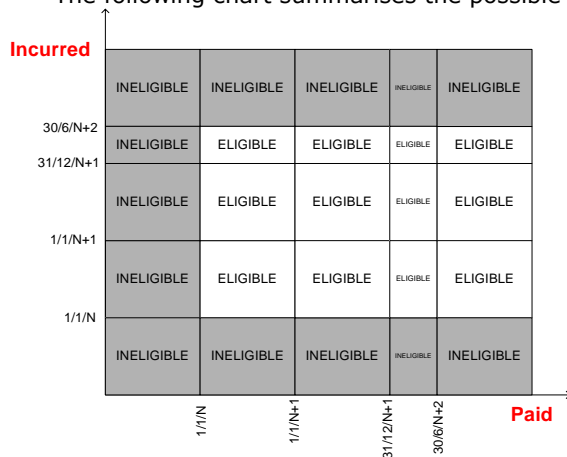 The following chart summarises the possible
Incurred
INELIGIBLE INELIGIBLE INELIGIBLE INELIGIBLE INELIGIBLE
30/6/N+2
INELIGIBLE ELIGIBLE ELIGIBLE ELIGIBLE ELIGIBLE
31/12/N+1
INELIGIBLE ELIGIBLE ELIGIBLE ELIGIBLE ELIGIBLE
1/1/N+1
INELIGIBLE ELIGIBLE ELIGIBLE ELIGIBLE ELIGIBLE
1/1/N
INELIGIBLE INELIGIBLE INELIGIBLE INELIGIBLE INELIGIBLE
1/1/N 1/1/N+1 31/12/N+1 30/6/N+2
Paid